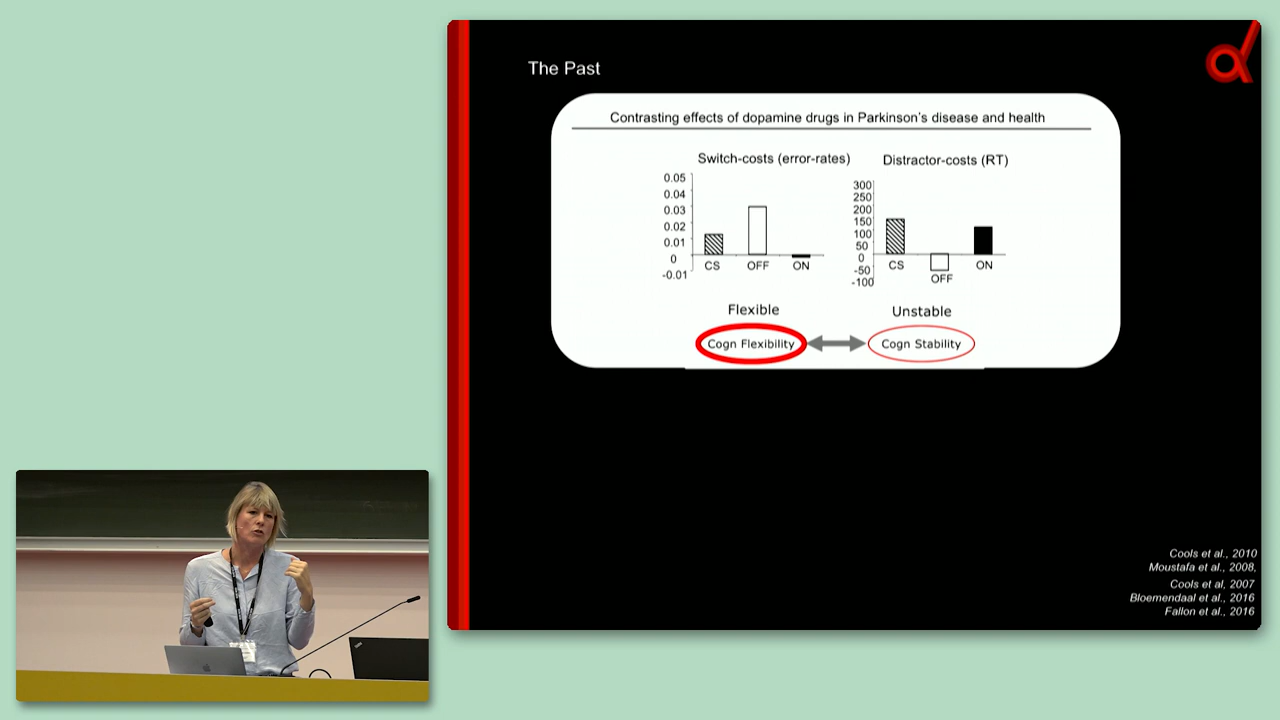 The Past
Contrasting effects of dopamine drugs in Parkinson's disease and health
Switch-costs (error-rates)
0.05
0.04
0.03
0.02
0.01
0
-0.01
CS OFF ON
Distractor-costs (RT)
300
250
200
150
100
50
0
-50
-100
CS OFF ON
Flexible Unstable
Cogn Flexibility Cogn Stability
Cools et al., 2010
Moustafa et al., 2008,
Cools et al, 2007
Bloemendaal et al., 2016
Fallon et al., 2016